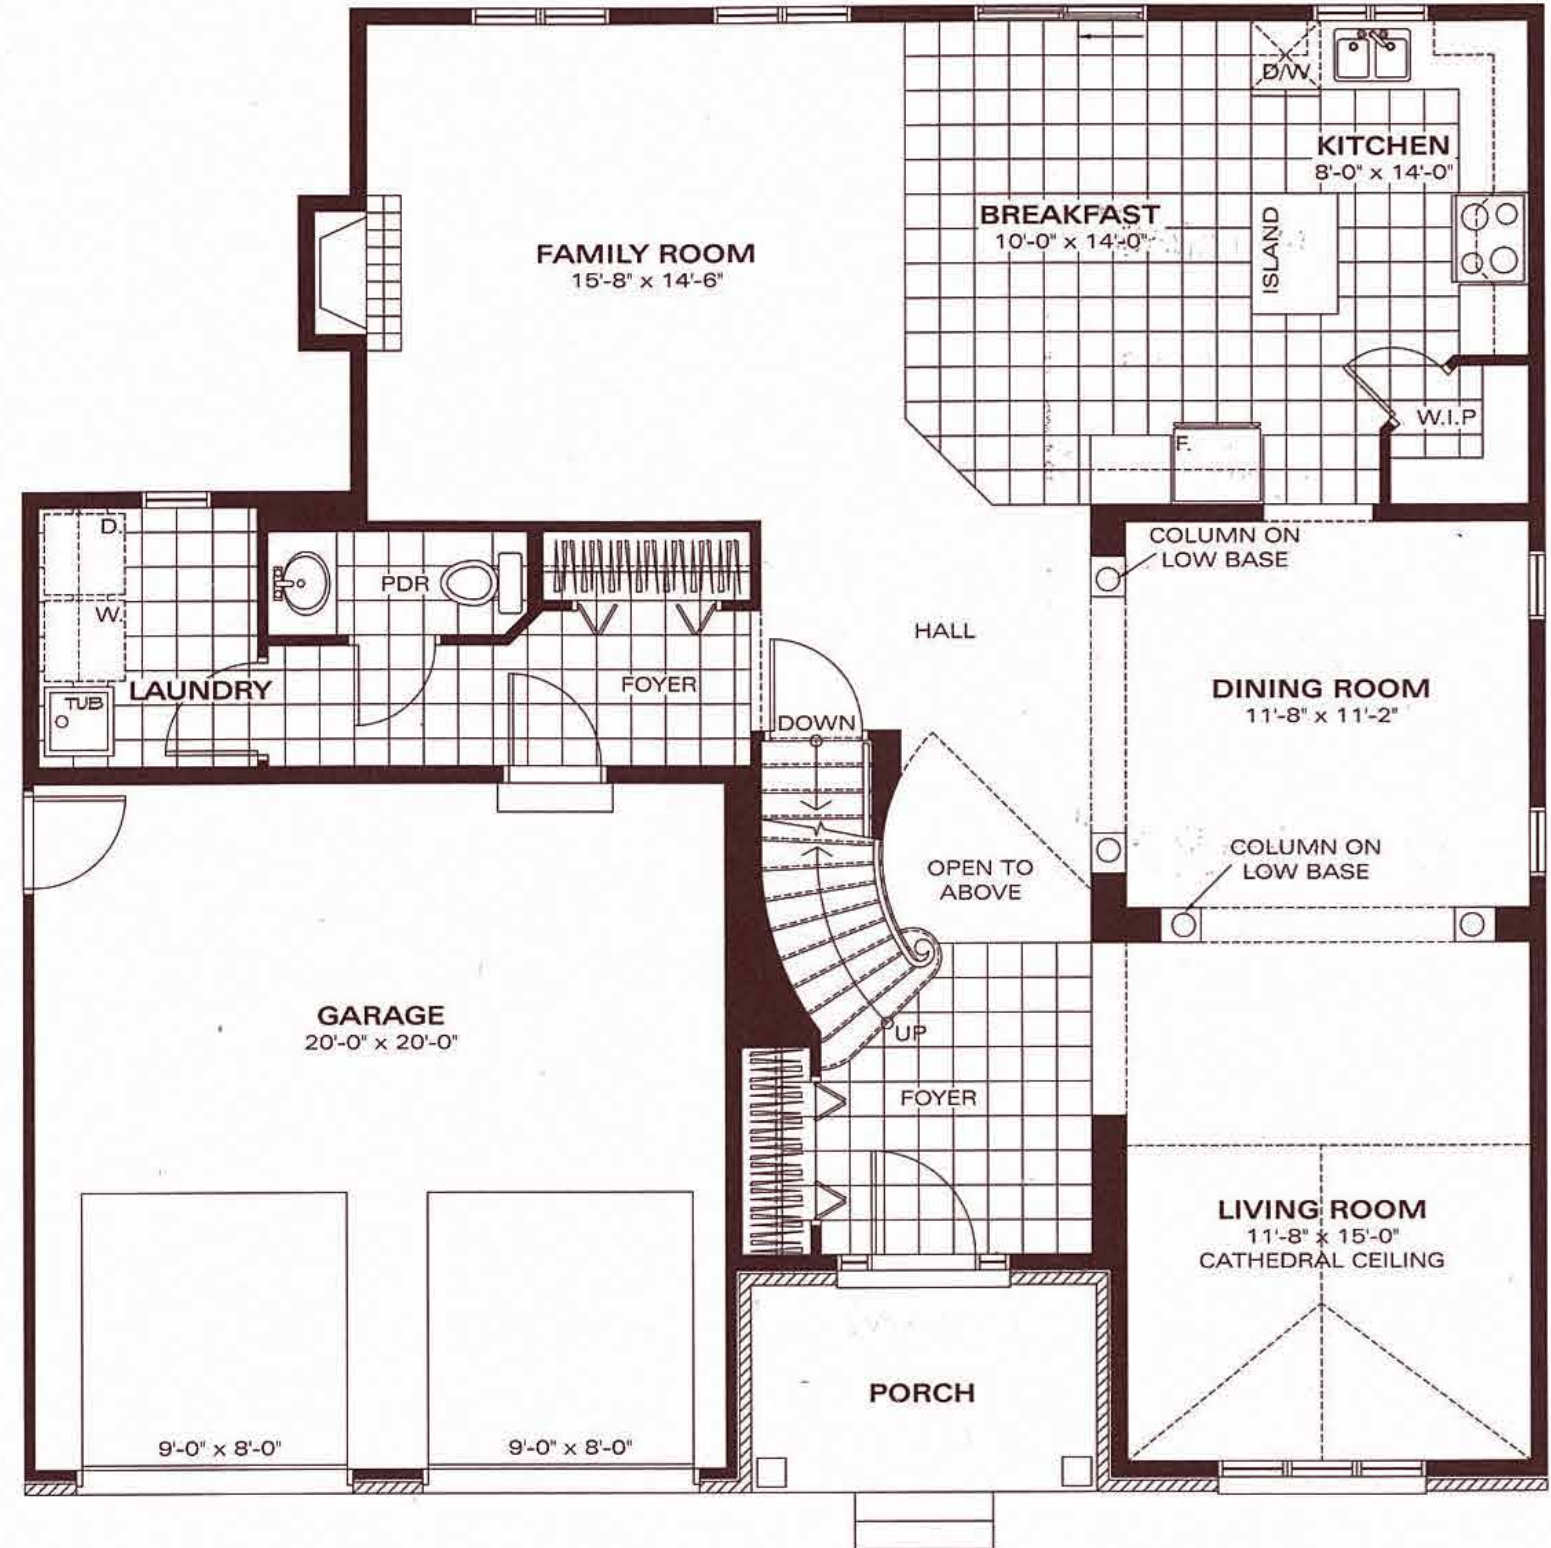 D/W
KITCHEN
8'-0" x 14'-0"
BREAKFAST
10'-0" x 14'-0"
ISLAND
FAMILY ROOM
15'-8" x 14'-6"
W.I.P
F.
D.
W.
TUB
LAUNDRY
PDR
FOYER
HALL
DOWN
COLUMN ON
LOW BASE
DINING ROOM
11'-8" x 11'-2"
COLUMN ON
LOW BASE
OPEN TO
ABOVE
UP
FOYER
GARAGE
20'-0" x 20'-0"
9'-0" x 8'-0"
9'-0" x 8'-0"
LIVING ROOM
11'-8" x 15'-0"
CATHEDRAL CEILING
PORCH